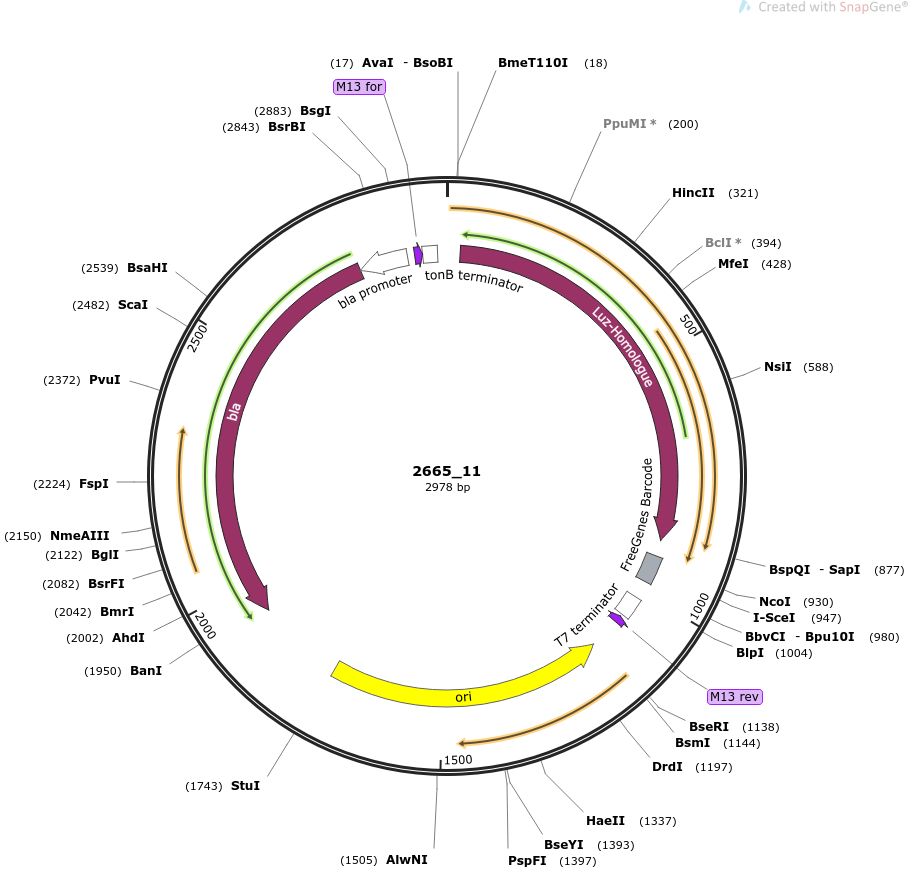 Created with SnapGene®
(17) AvaI - BsoBI
BmeT110I (18)
M13 for
(2883) BsgI
(2843) BsrBI
PpuMI * (200)
HincII (321)
BclI * (394)
MfeI (428)
(2539) BsaHI
(2482) ScaI
bla promoter
tonB terminator
500
2500
Luz-Homologue
NsiI (588)
(2372) PvuI
bla
2665_11
2978 bp
(2224) FspI
FreeGenes Barcode
(2150) NmeAIII
(2122) BglI
(2082) BsrFI
(2042) BmrI
(2002) AhdI
(1950) BanI
2000
BspQI - SapI (877)
NcoI (930)
I-SceI (947)
BbvCI - Bpu10I (980)
BlpI (1004)
1000
T7 terminator
M13 rev
ori
BseRI (1138)
BsmI (1144)
DrdI (1197)
1500
(1743) StuI
HaeII (1337)
BseYI (1393)
PspFI (1397)
(1505) AlwNI